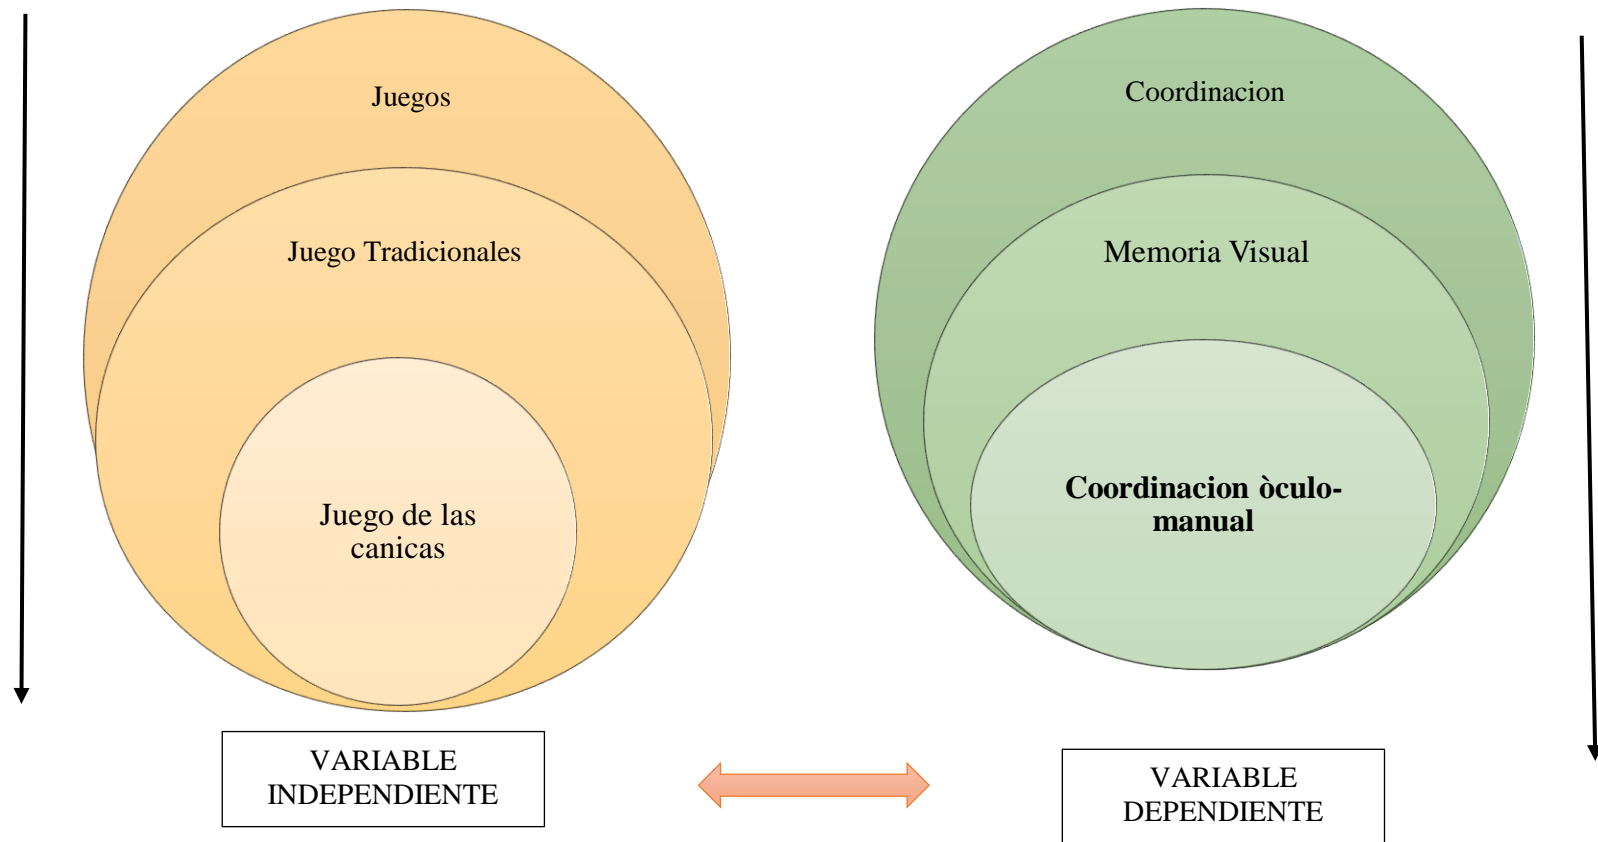 Juegos
Juego Tradicionales
Juego de las
canicas
VARIABLE
INDEPENDIENTE
Coordinacion
Memoria Visual
Coordinacion òculo-
manual
VARIABLE
DEPENDIENTE